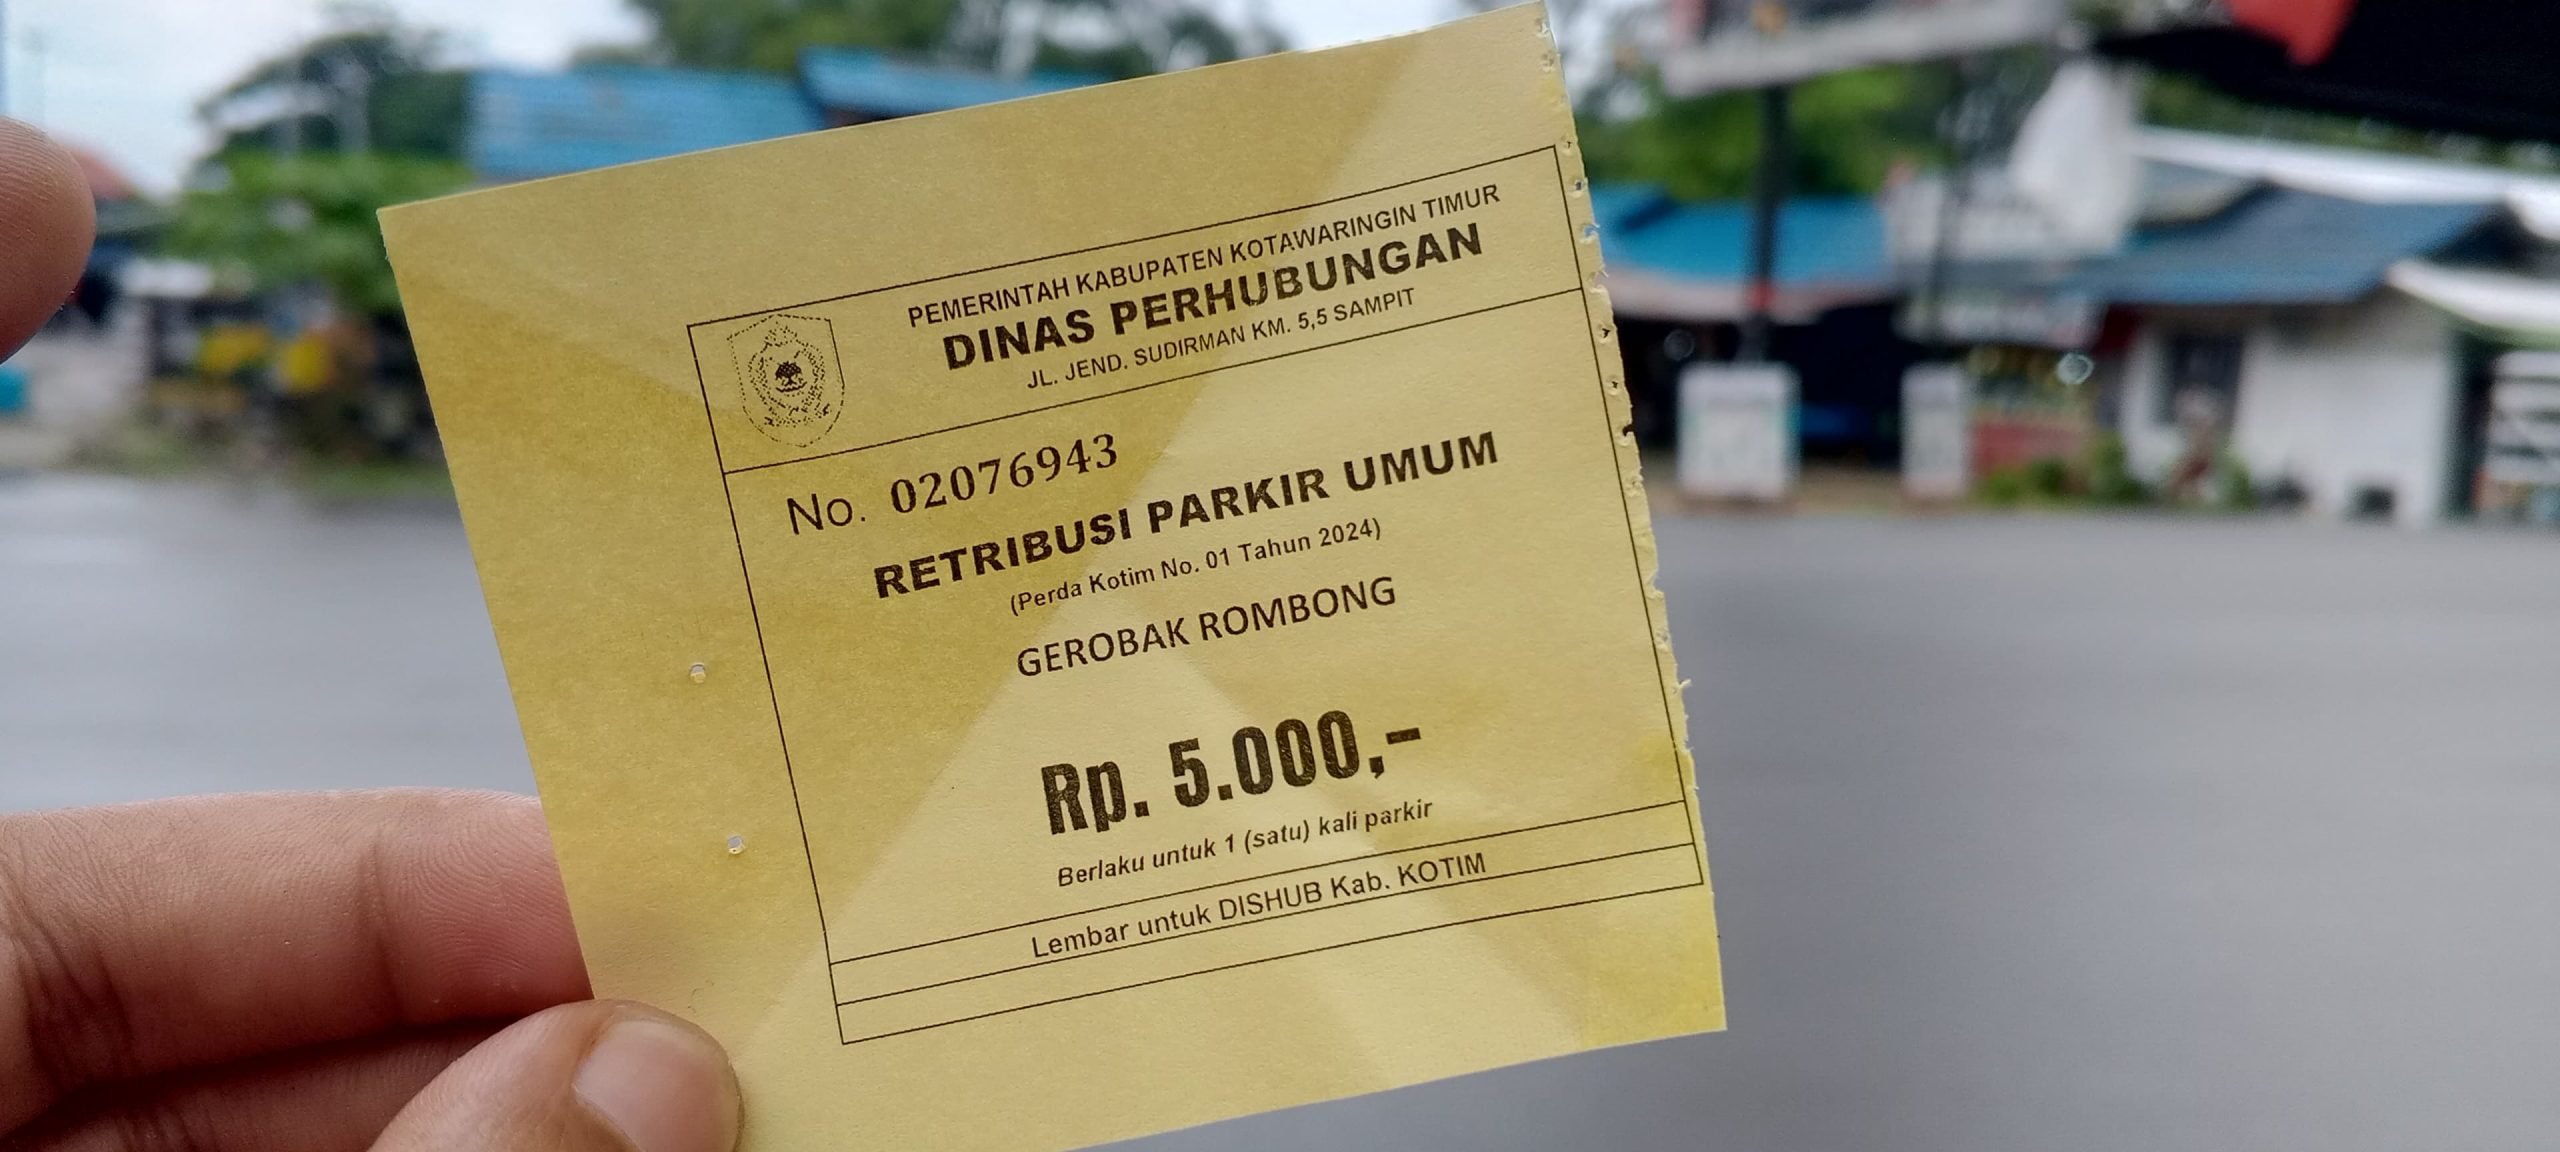 PEMERINTAH KABUPATEN KOTAWARINGIN TIMUR
DINAS PERHUBUNGAN
JL. JEND. SUDIRMAN KM. 5,5 SAMPIT
No. 02076943
RETRIBUSI PARKIR UMUM
(Perda Kotim No. 01 Tahun 2024)
GEROBAK ROMBONG
Rp. 5.000,-
Berlaku untuk 1 (satu) kali parkir
Lembar untuk DISHUB Kab. KOTIM